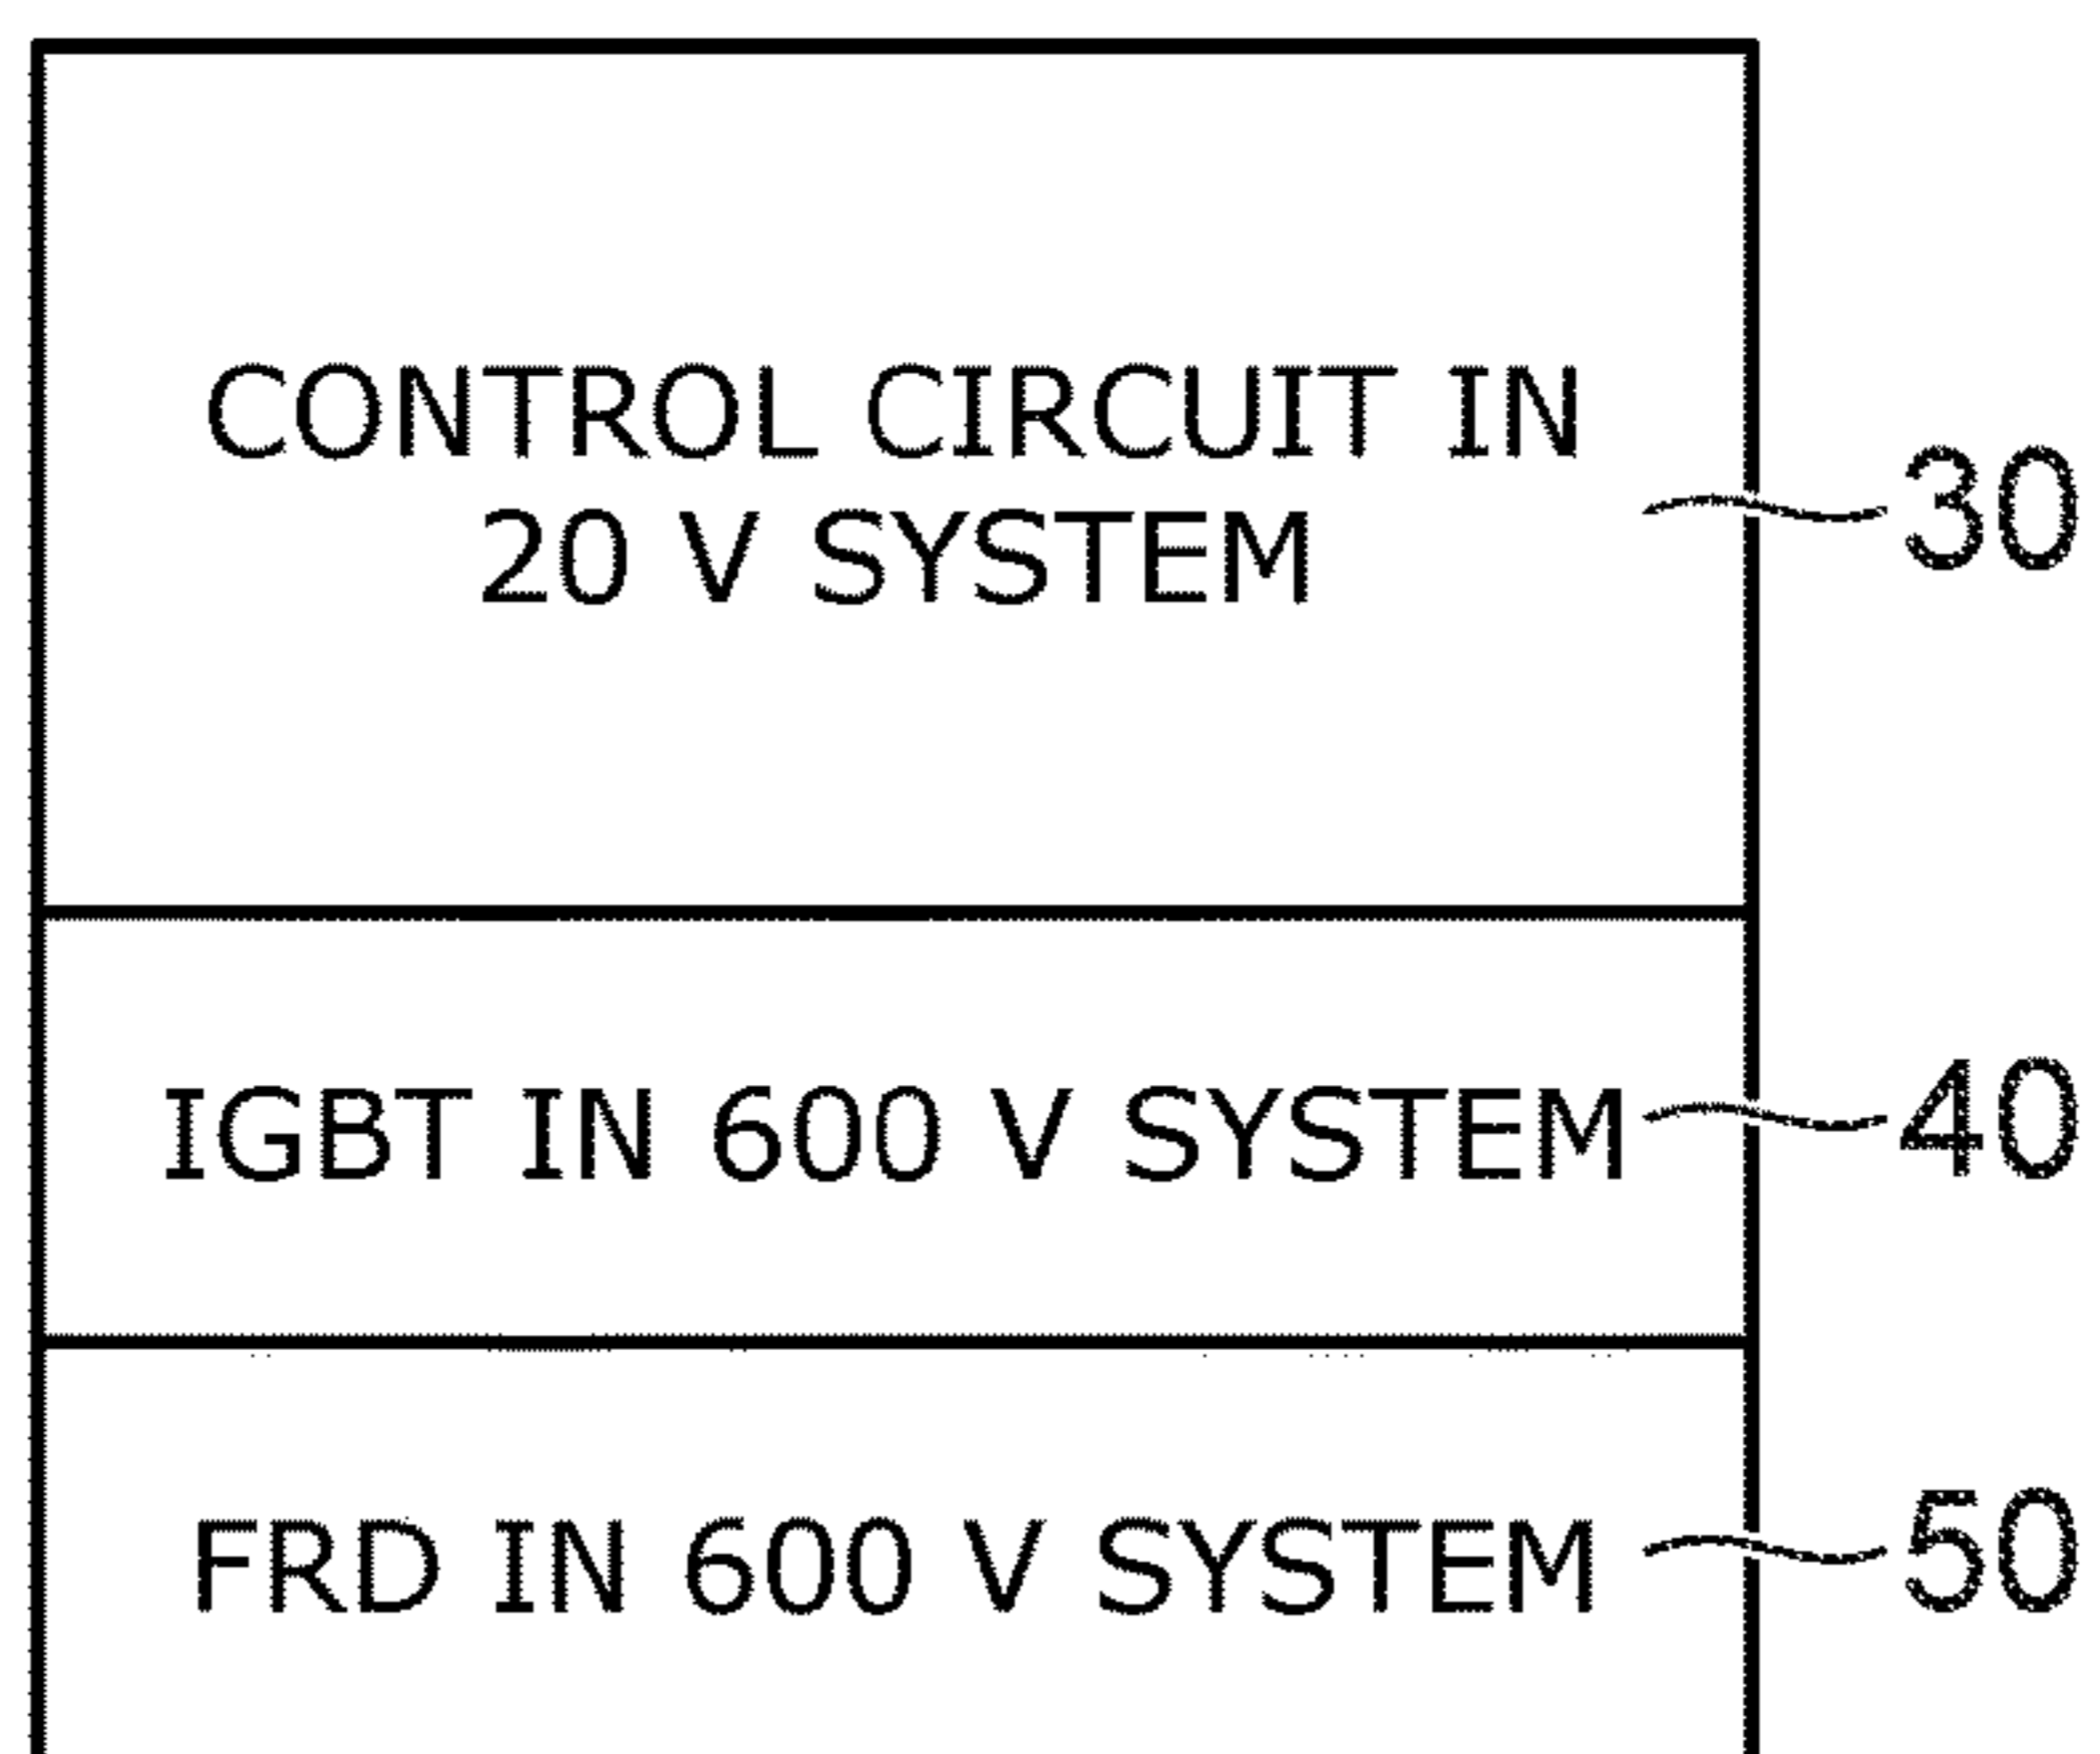 CONTROL CIRCUIT IN
20 V SYSTEM
30
IGBT IN 600 V SYSTEM
40
FRD IN 600 V SYSTEM
50